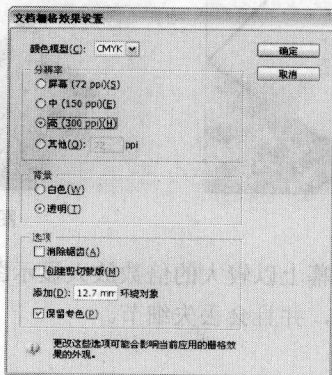 文档栅格效果设置
颜色模型(C): CMYK
确定
取消
分辨率
屏幕 (72 ppi)(S)
中 (150 ppi)(E)
高 (300 ppi)(H)
其他(O): 72 ppi
背景
白色(W)
透明(T)
选项
消除锯齿(A)
创建剪切蒙版(M)
添加(D): 12.7 mm 环绕对象
保留专色(P)
更改这些选项可能会影响当前应用的栅格效
果的外观。